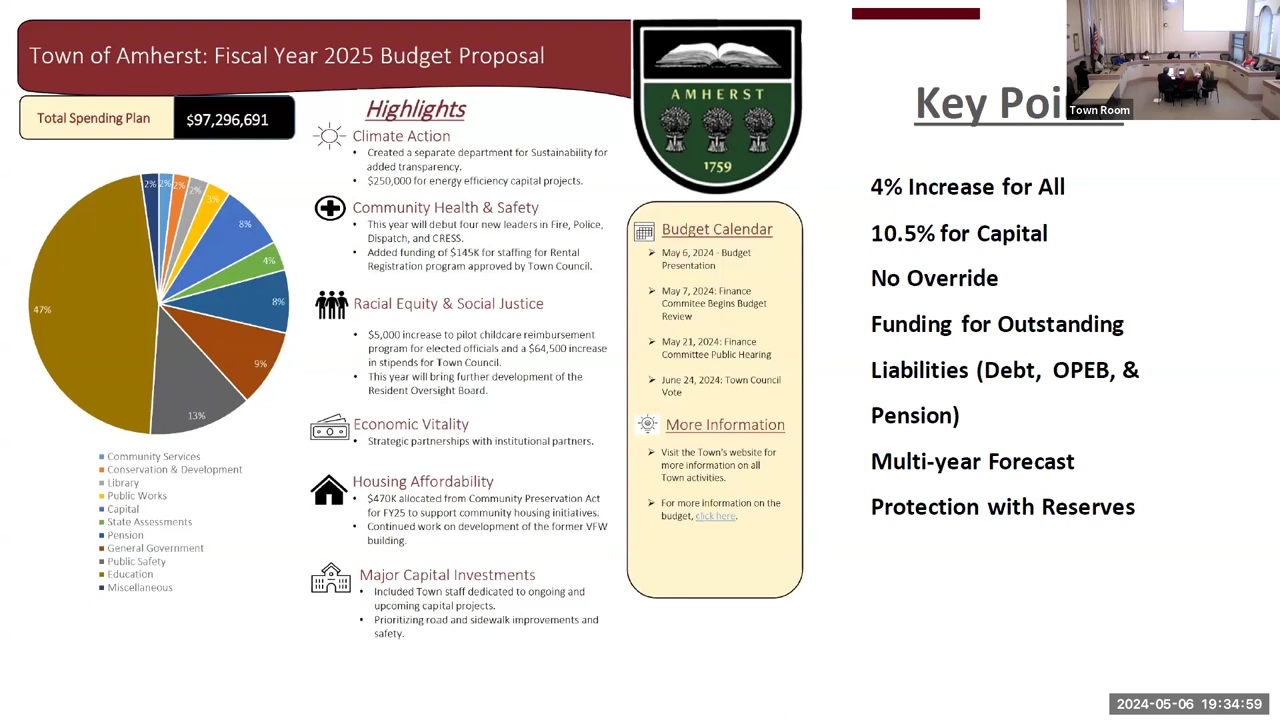 Town of Amherst: Fiscal Year 2025 Budget Proposal
Total Spending Plan
$97,296,691
2%
2%
2%
2%
3%
8%
4%
8%
9%
13%
47%
Community Services
Conservation & Development
Library
Public Works
Capital
State Assessments
Pension
General Government
Public Safety
Education
Miscellaneous
Highlights
Climate Action
• Created a separate department for Sustainability for
added transparency.
• $250,000 for energy efficiency capital projects.
Community Health & Safety
• This year will debut four new leaders in Fire, Police,
Dispatch, and CRESS.
• Added funding of $145K for staffing for Rental
Registration program approved by Town Council.
Racial Equity & Social Justice
• $5,000 increase to pilot childcare reimbursement
program for elected officials and a $64,500 increase
in stipends for Town Council.
• This year will bring further development of the
Resident Oversight Board.
Economic Vitality
• Strategic partnerships with institutional partners.
Housing Affordability
• $470K allocated from Community Preservation Act
for FY25 to support community housing initiatives.
• Continued work on development of the former VFW
building.
Major Capital Investments
• Included Town staff dedicated to ongoing and
upcoming capital projects.
• Prioritizing road and sidewalk improvements and
safety.
AMHERST
1759
Budget Calendar
May 6, 2024 - Budget
Presentation
May 7, 2024: Finance
Commitee Begins Budget
Review
May 21, 2024: Finance
Committee Public Hearing
June 24, 2024: Town Council
Vote
More Information
Visit the Town's website for
more information on all
Town activities.
For more information on the
budget, click here.
Key Poi
Town Room
4% Increase for All
10.5% for Capital
No Override
Funding for Outstanding
Liabilities (Debt, OPEB, &
Pension)
Multi-year Forecast
Protection with Reserves
2024-05-06 19:34:59